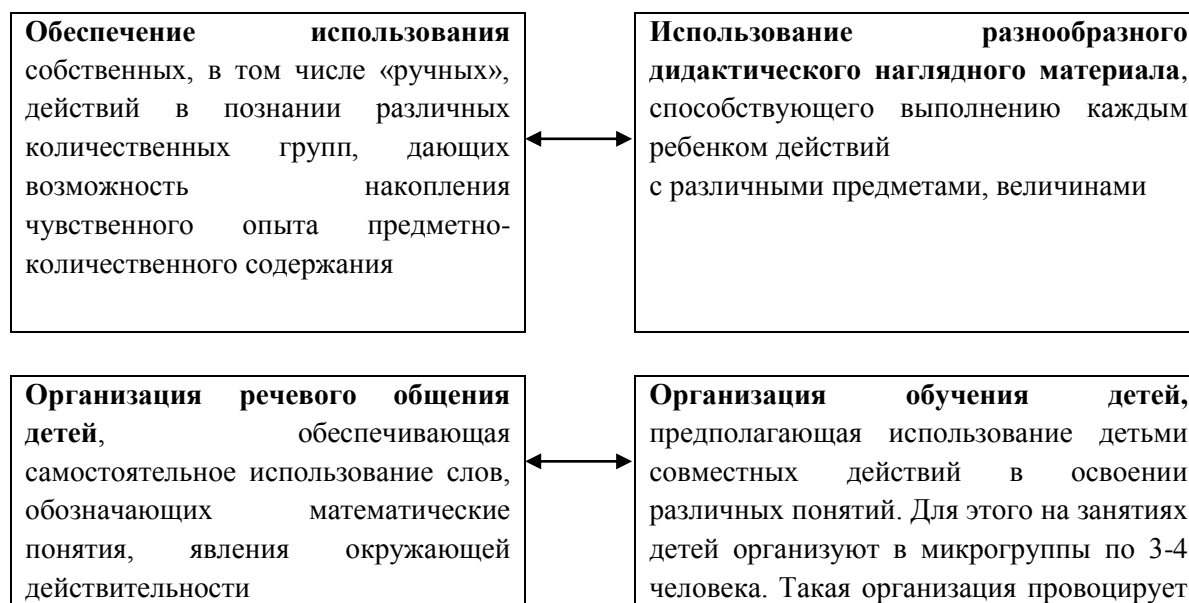 Обеспечение использования
собственных, в том числе «ручных»,
действий в познании различных
количественных групп, дающих
возможность накопления
чувственного опыта предметно-
количественного содержания
Использование разнообразного
дидактического наглядного материала,
способствующего выполнению каждым
ребенком действий
с различными предметами, величинами
Организация речевого общения
детей, обеспечивающая
самостоятельное использование слов,
обозначающих математические
понятия, явления окружающей
действительности
Организация обучения детей,
предполагающая использование детьми
совместных действий в освоении
различных понятий. Для этого на занятиях
детей организуют в микрогруппы по 3-4
человека. Такая организация провоцирует